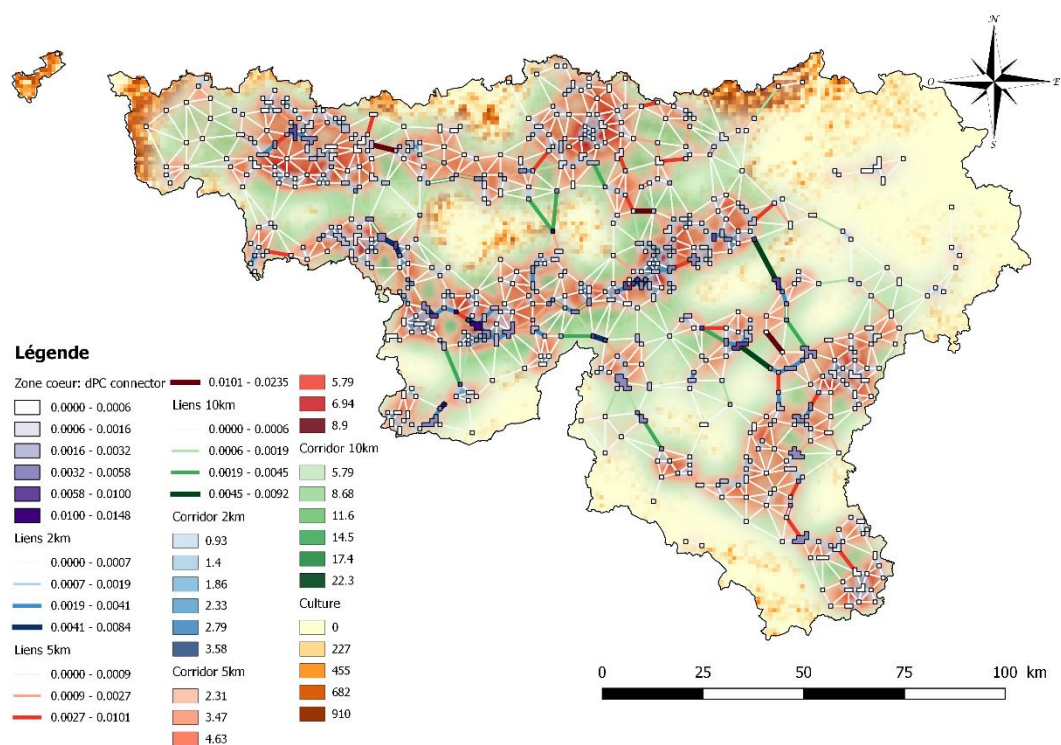 N
O
E
S
Légende
Zone coeur: dPC connector
0.0000 - 0.0006
0.0006 - 0.0016
0.0016 - 0.0032
0.0032 - 0.0058
0.0058 - 0.0100
0.0100 - 0.0148
Liens 2km
0.0000 - 0.0007
0.0007 - 0.0019
0.0019 - 0.0041
0.0041 - 0.0084
Liens 5km
0.0000 - 0.0009
0.0009 - 0.0027
0.0027 - 0.0101
0.0101 - 0.0235
Liens 10km
0.0000 - 0.0006
0.0006 - 0.0019
0.0019 - 0.0045
0.0045 - 0.0092
Corridor 2km
0.93
1.4
1.86
2.33
2.79
3.58
Corridor 5km
2.31
3.47
4.63
5.79
6.94
8.9
Corridor 10km
5.79
8.68
11.6
14.5
17.4
22.3
Culture
0
227
455
682
910
0 25 50 75 100 km